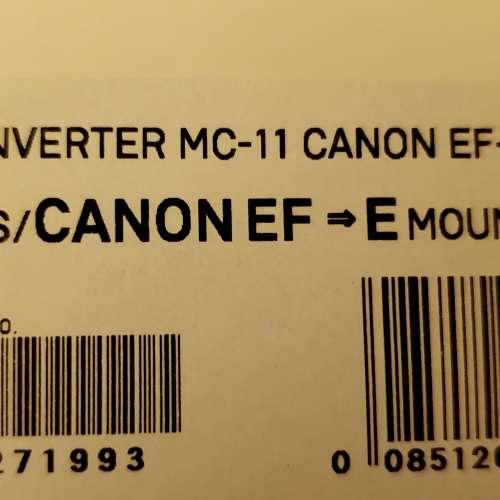 NVERTER MC-11 CANON EF-
S/CANON EF ⇒ E MOUN
O.
271993
0 08512